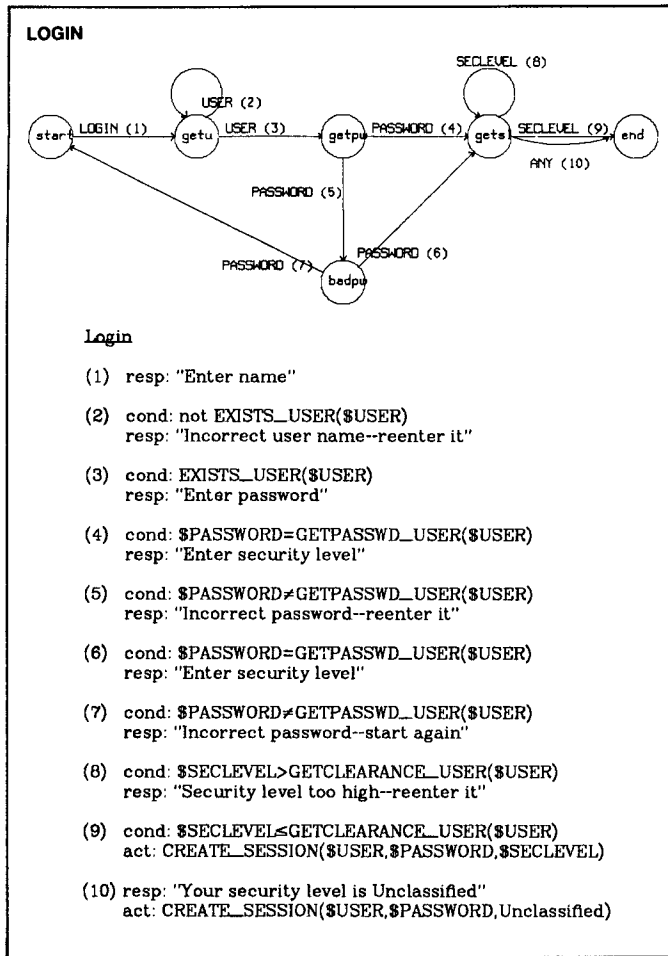 LOGIN
SECLEVEL (8)
USER (2)
start LOGIN (1) getu USER (3) getpw PASSWORD (4) getsl SECLEVEL (9) end
ANY (10)
PASSWORD (5)
PASSWORD (7) PASSWORD (6)
badpw
Login
(1) resp: "Enter name"
(2) cond: not EXISTS_USER($USER)
resp: "Incorrect user name--reenter it"
(3) cond: EXISTS_USER($USER)
resp: "Enter password"
(4) cond: $PASSWORD=GETPASSWD_USER($USER)
resp: "Enter security level"
(5) cond: $PASSWORD≠GETPASSWD_USER($USER)
resp: "Incorrect password--reenter it"
(6) cond: $PASSWORD=GETPASSWD_USER($USER)
resp: "Enter security level"
(7) cond: $PASSWORD≠GETPASSWD_USER($USER)
resp: "Incorrect password--start again"
(8) cond: $SECLEVEL>GETCLEARANCE_USER($USER)
resp: "Security level too high--reenter it"
(9) cond: $SECLEVEL≤GETCLEARANCE_USER($USER)
act: CREATE_SESSION($USER,$PASSWORD,$SECLEVEL)
(10) resp: "Your security level is Unclassified"
act: CREATE_SESSION($USER,$PASSWORD,Unclassified)